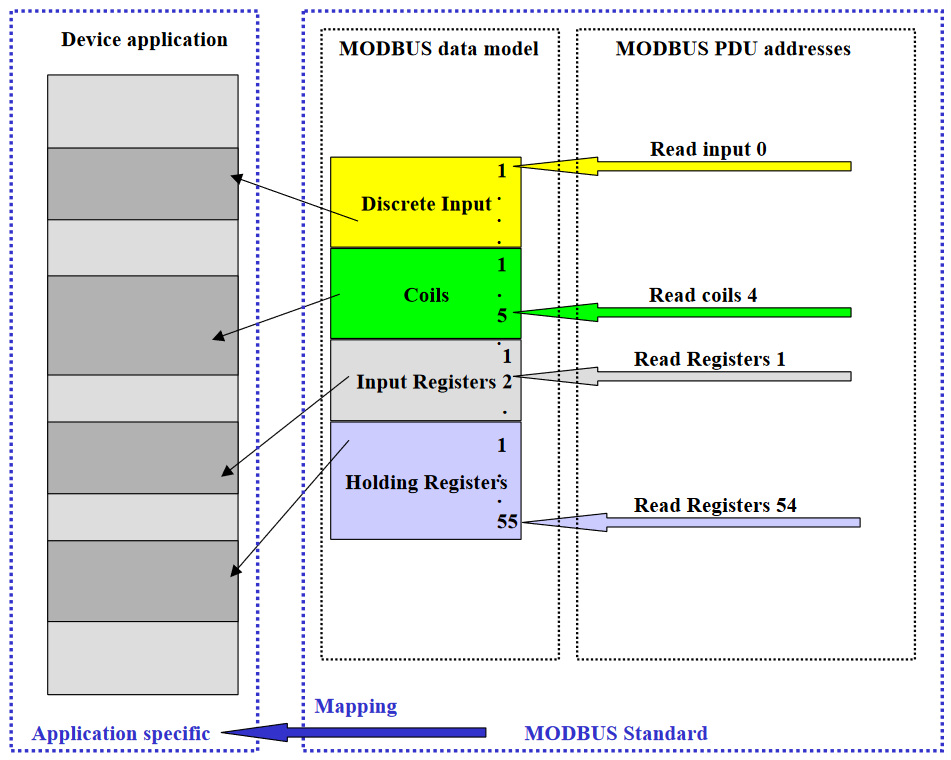 Device application
MODBUS data model
MODBUS PDU addresses
1
.
Discrete Input
.
.
Read input 0
1
Coils
.
5
.
Read coils 4
1
Input Registers 2
.
Read Registers 1
1
.
Holding Registers
.
55
Read Registers 54
Mapping
Application specific
MODBUS Standard